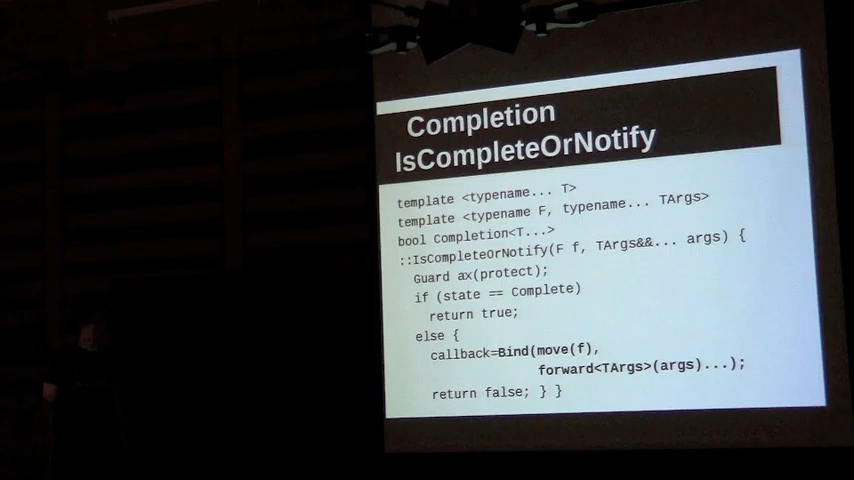 Completion
IsCompleteOrNotify
template <typename... T>
template <typename F, typename... TArgs>
bool Completion<T...>
::IsCompleteOrNotify(F f, TArgs&&... args) {
Guard ax(protect);
if (state == Complete)
return true;
else {
callback=Bind(move(f),
forward<TArgs>(args)...);
return false; } }